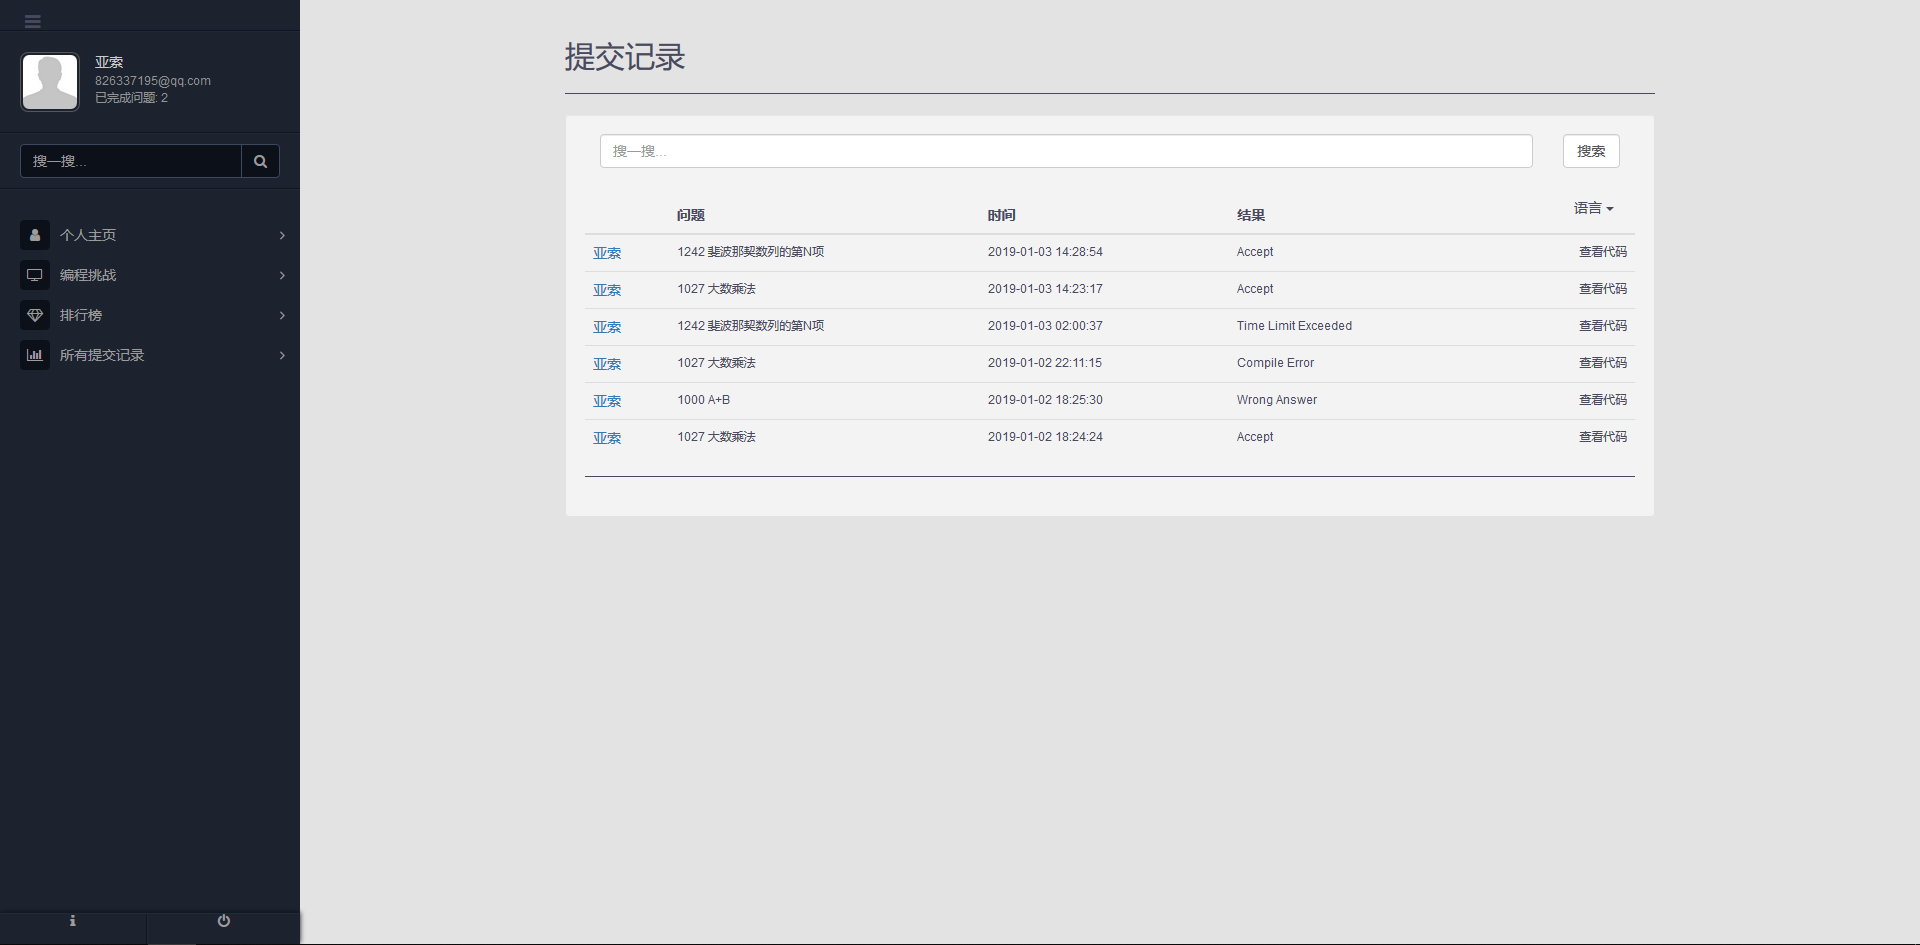 亚索
826337195@qq.com
已完成问题: 2
搜一搜...
个人主页
编程挑战
排行榜
所有提交记录
提交记录
搜一搜...
搜索
问题 时间 结果 语言
亚索 1242 斐波那契数列的第N项 2019-01-03 14:28:54 Accept 查看代码
亚索 1027 大数乘法 2019-01-03 14:23:17 Accept 查看代码
亚索 1242 斐波那契数列的第N项 2019-01-03 02:00:37 Time Limit Exceeded 查看代码
亚索 1027 大数乘法 2019-01-02 22:11:15 Compile Error 查看代码
亚索 1000 A+B 2019-01-02 18:25:30 Wrong Answer 查看代码
亚索 1027 大数乘法 2019-01-02 18:24:24 Accept 查看代码